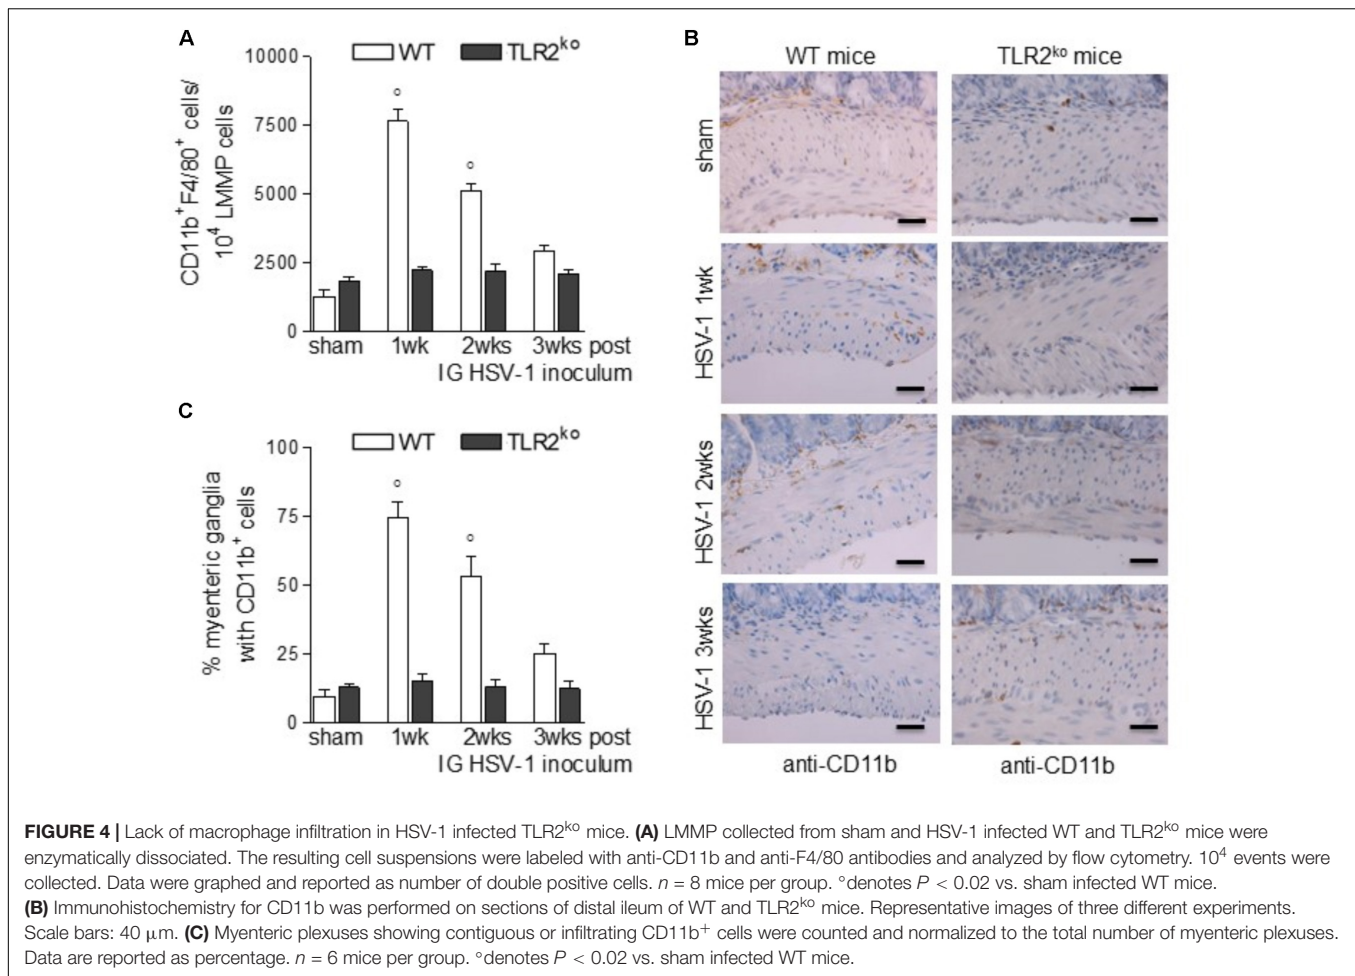 A
WT TLR2ᵏᵒ
CD11b⁺F4/80⁺ cells/
10⁴ LMMP cells
10000
7500
5000
2500
0
sham 1wk 2wks 3wks post
IG HSV-1 inoculum
B
WT mice TLR2ᵏᵒ mice
sham
HSV-1 1wk
HSV-1 2wks
HSV-1 3wks
anti-CD11b anti-CD11b
C
WT TLR2ᵏᵒ
% myenteric ganglia
with CD11b⁺ cells
100
75
50
25
0
sham 1wk 2wks 3wks post
IG HSV-1 inoculum
FIGURE 4 | Lack of macrophage infiltration in HSV-1 infected TLR2ᵏᵒ mice. (A) LMMP collected from sham and HSV-1 infected WT and TLR2ᵏᵒ mice were
enzymatically dissociated. The resulting cell suspensions were labeled with anti-CD11b and anti-F4/80 antibodies and analyzed by flow cytometry. 10⁴ events were
collected. Data were graphed and reported as number of double positive cells. n = 8 mice per group. °denotes P < 0.02 vs. sham infected WT mice.
(B) Immunohistochemistry for CD11b was performed on sections of distal ileum of WT and TLR2ᵏᵒ mice. Representative images of three different experiments.
Scale bars: 40 μm. (C) Myenteric plexuses showing contiguous or infiltrating CD11b⁺ cells were counted and normalized to the total number of myenteric plexuses.
Data are reported as percentage. n = 6 mice per group. °denotes P < 0.02 vs. sham infected WT mice.